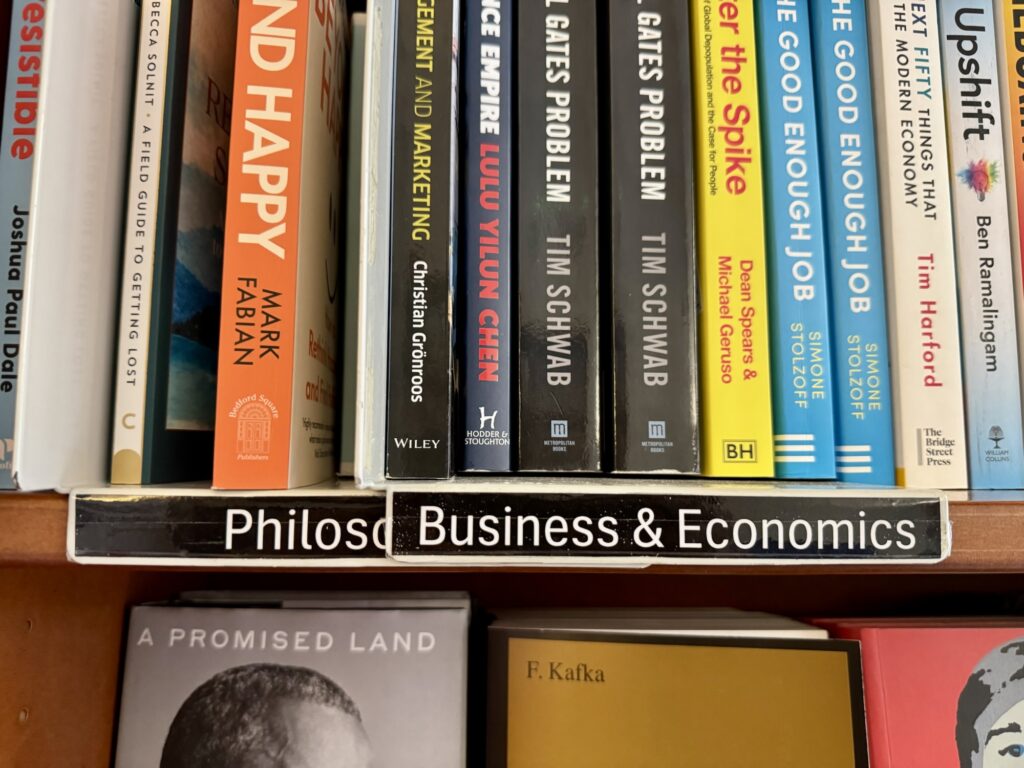 esistible
Joshua Paul Dale
BECCA SOLNIT • A FIELD GUIDE TO GETTING LOST
ND HAPPY
MARK
FABIAN
Bedford Square
Publishers
GEMENT AND MARKETING
Christian Grönroos
WILEY
NCE EMPIRE LULU YILUN CHEN
HODDER &
STOUGHTON
L GATES PROBLEM TIM SCHWAB
METROPOLITAN
BOOKS
L GATES PROBLEM TIM SCHWAB
METROPOLITAN
BOOKS
er the Spike
of Global Depopulation and the Case for People
Dean Spears &
Michael Geruso
BH
THE GOOD ENOUGH JOB
SIMONE
STOLZOFF
THE GOOD ENOUGH JOB
SIMONE
STOLZOFF
EXT FIFTY THINGS THAT
THE MODERN ECONOMY
Tim Harford
The
Bridge
Street
Press
Upshift
Ben Ramalingam
WILLIAM
COLLINS
Philoso
Business & Economics
A PROMISED LAND
F. Kafka